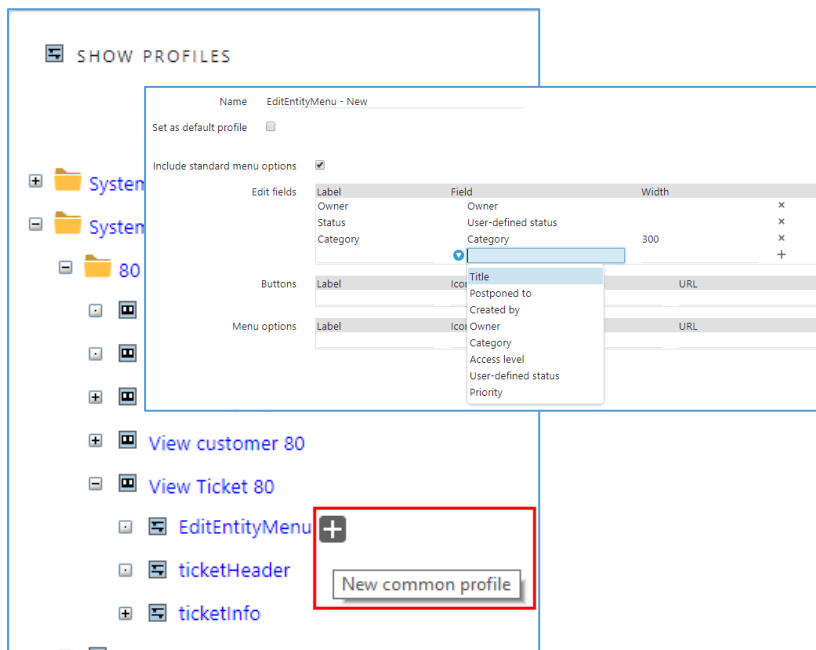 SHOW PROFILES
Name EditEntityMenu - New
Set as default profile
Include standard menu options
Edit fields Label Field Width
Owner Owner
Status User-defined status
Category Category 300
Title
Buttons Label URL
Postponed to
Created by
Menu options Label Owner URL
Category
Access level
User-defined status
Priority
System
System
80
View customer 80
View Ticket 80
EditEntityMenu
ticketHeader
New common profile
ticketInfo